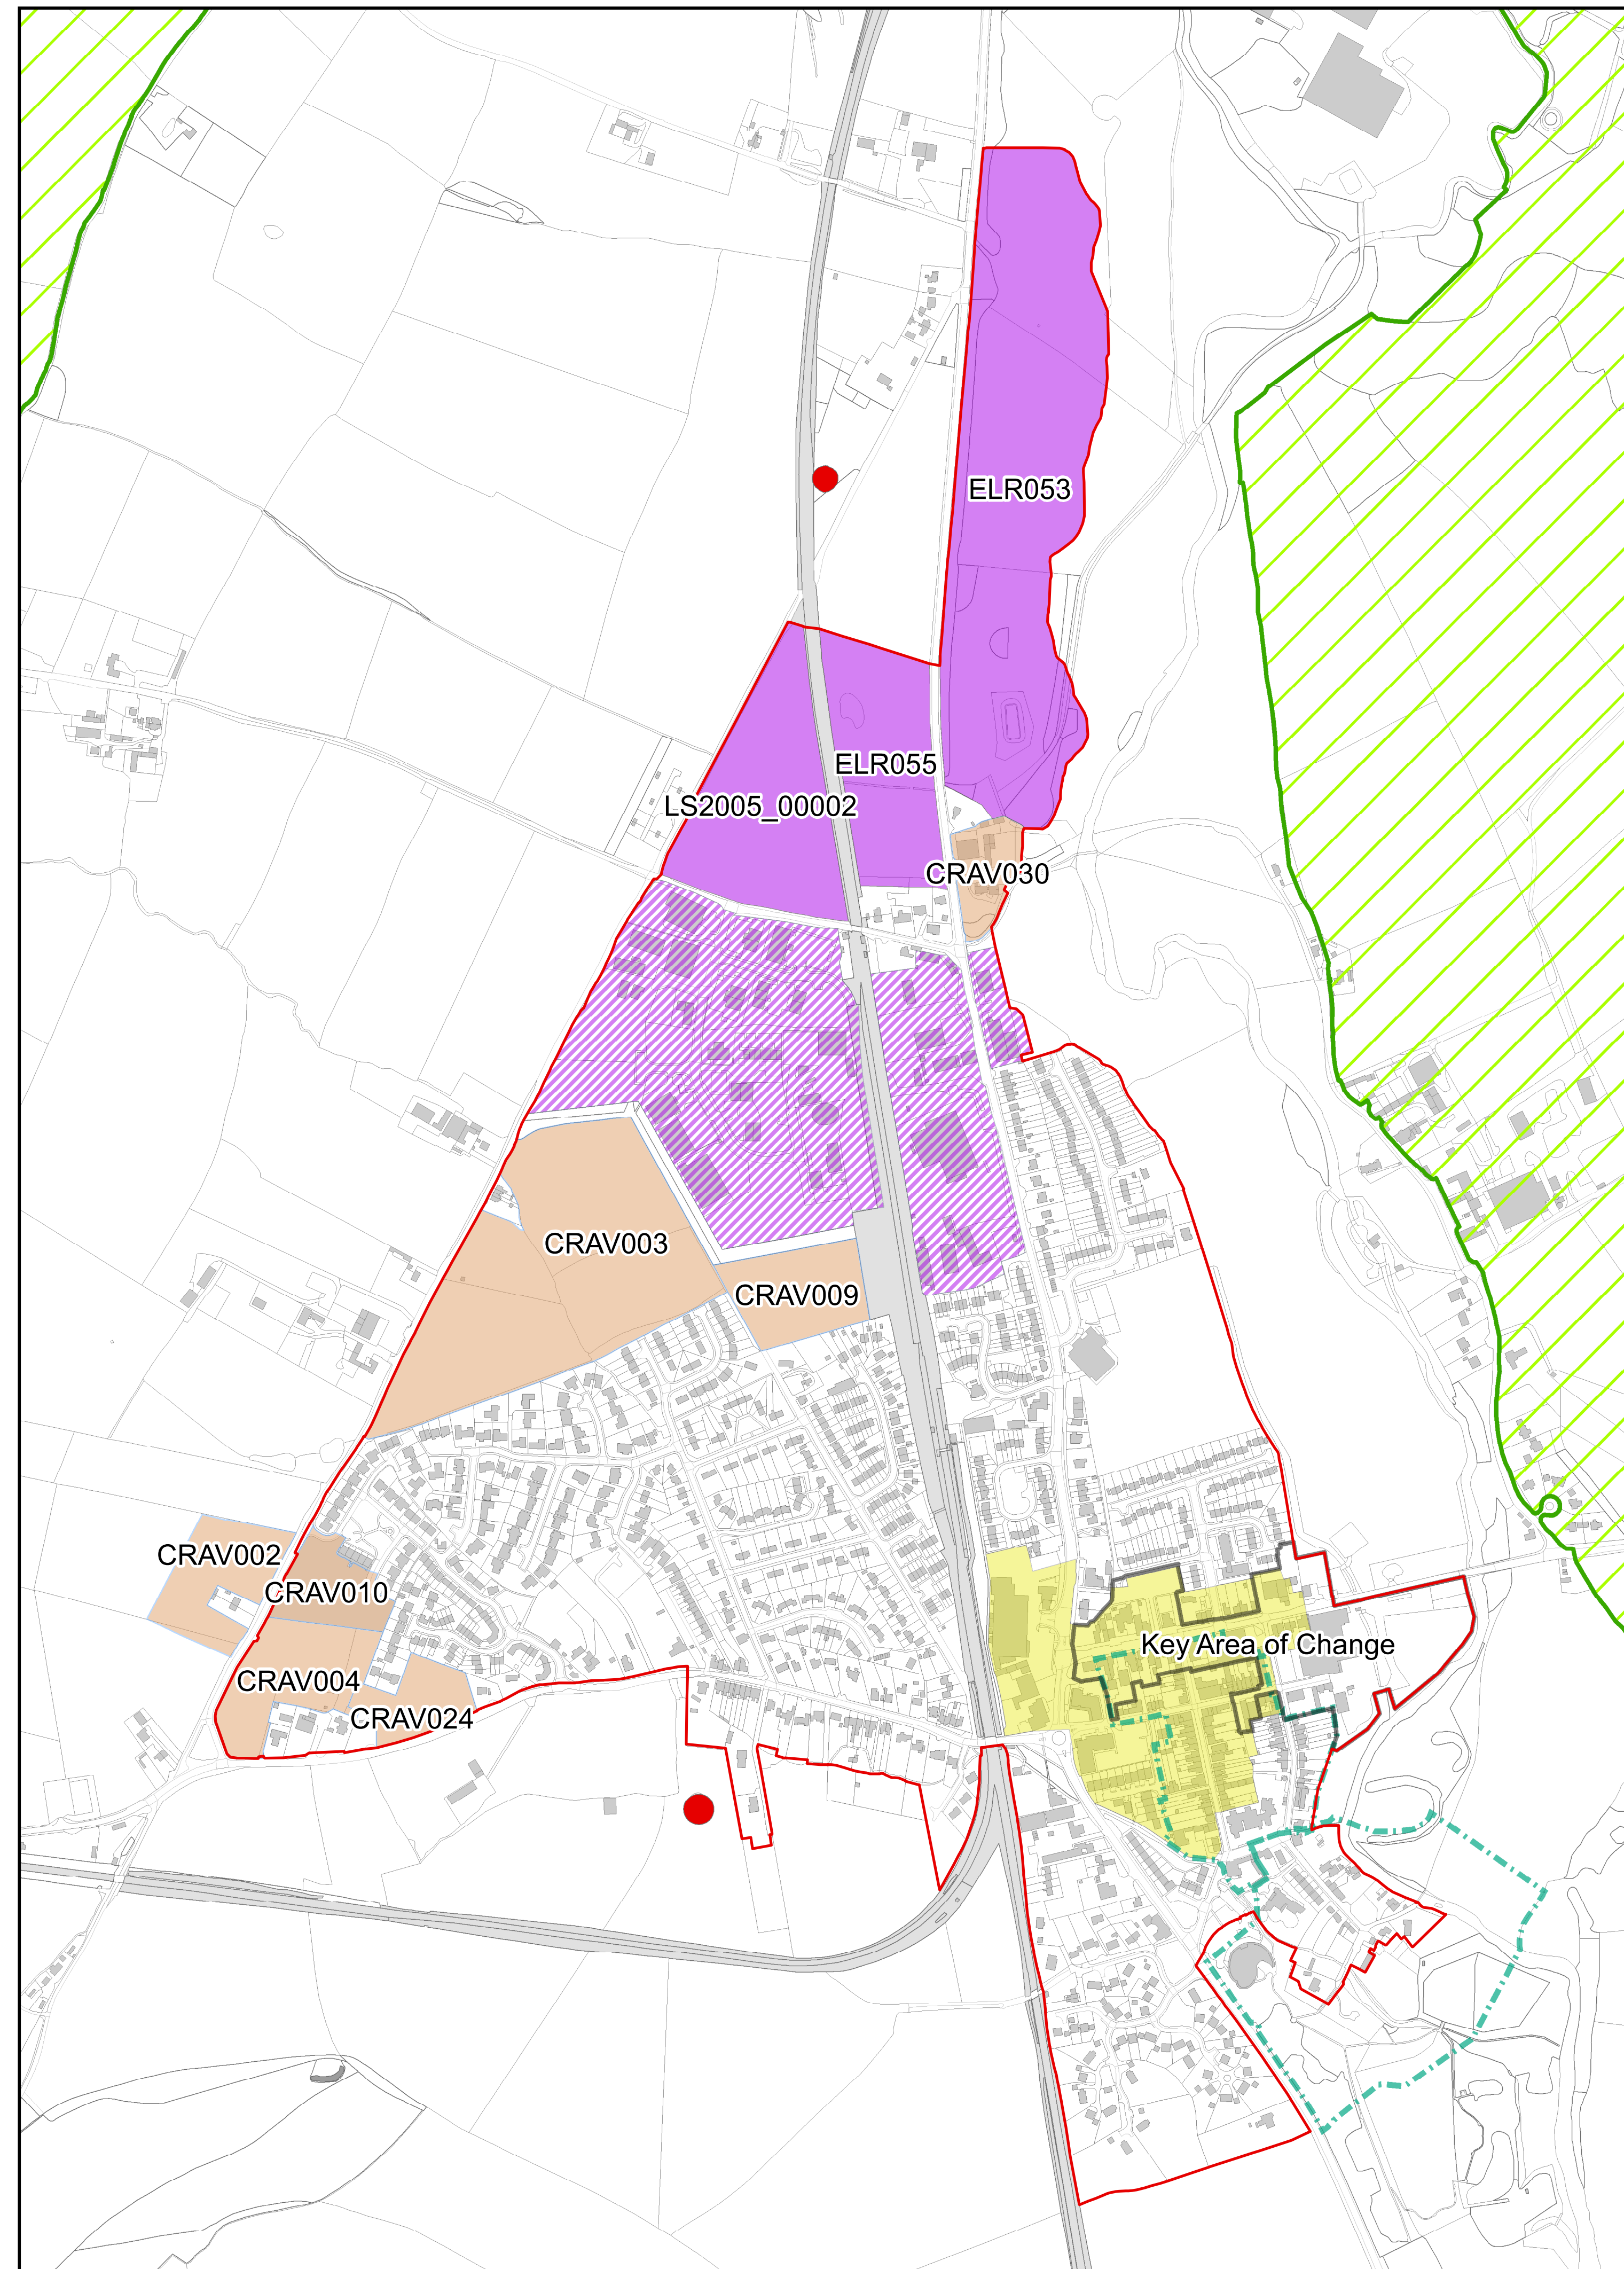 ELR053
ELR055
LS2005_00002
CRAV030
CRAV003
CRAV009
CRAV002
CRAV010
Key Area of Change
CRAV004
CRAV024